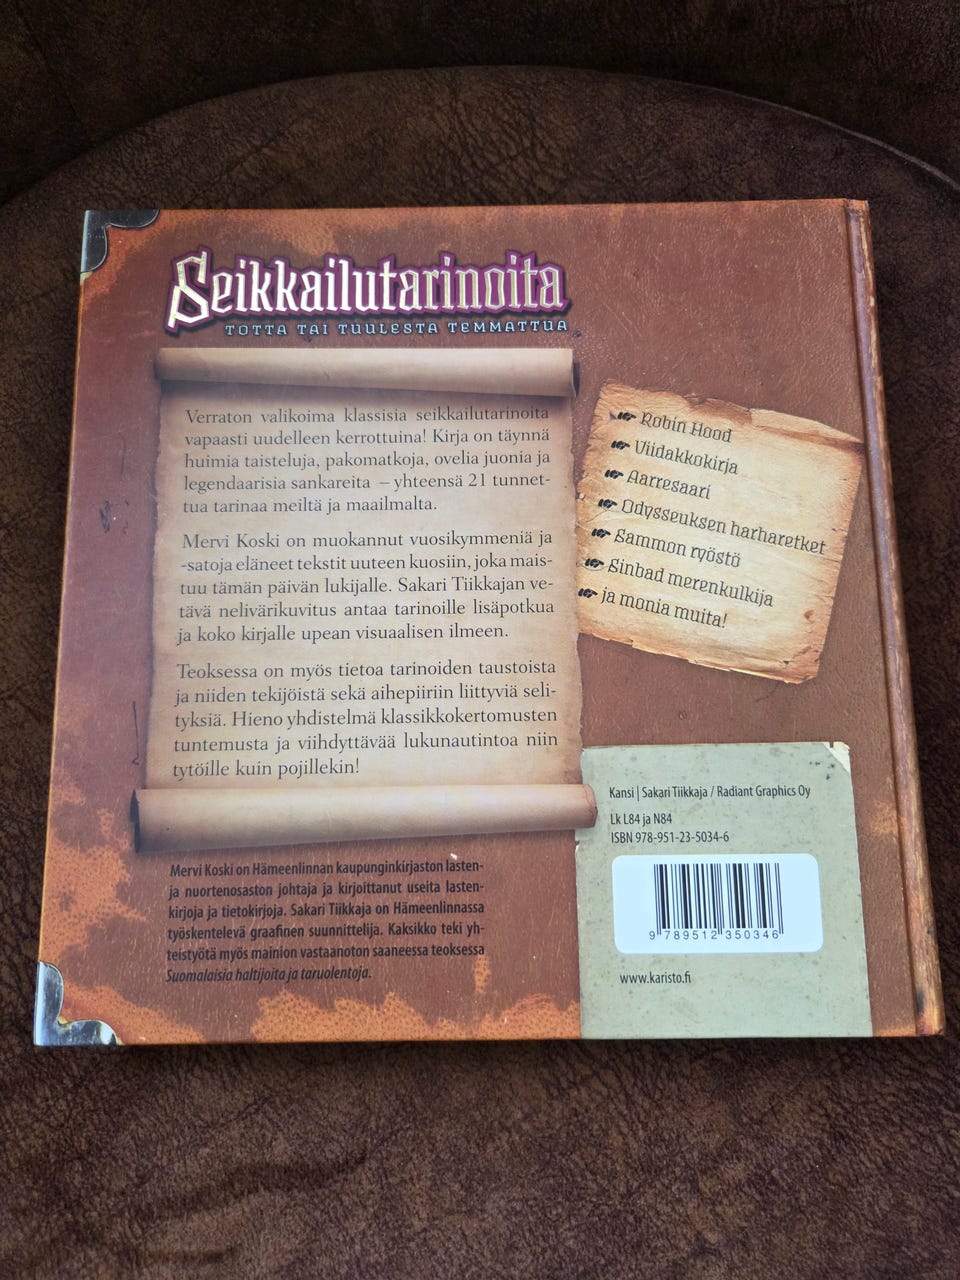 Seikkailutarinoita
TOTTA TAI TUULESTA TEMMATTUA
Verraton valikoima klassisia seikkailutarinoita
vapaasti uudelleen kerrottuina! Kirja on täynnä
huimia taisteluja, pakomatkoja, ovelia juonia ja
legendaarisia sankareita – yhteensä 21 tunnet-
tua tarinaa meiltä ja maailmalta.
Mervi Koski on muokannut vuosikymmeniä ja
-satoja eläneet tekstit uuteen kuosiin, joka mais-
tuu tämän päivän lukijalle. Sakari Tiikkajan ve-
tävä nelivärikuvitus antaa tarinoille lisäpotkua
ja koko kirjalle upean visuaalisen ilmeen.
Teoksessa on myös tietoa tarinoiden taustoista
ja niiden tekijöistä sekä aihepiiriin liittyviä seli-
tyksiä. Hieno yhdistelmä klassikkokertomusten
tuntemusta ja viihdyttävää lukunautintoa niin
tytöille kuin pojillekin!
Robin Hood
Viidakkokirja
Aarresaari
Odysseuksen harharetket
Sammon ryöstö
Sinbad merenkulkija
ja monia muita!
Mervi Koski on Hämeenlinnan kaupunginkirjaston lasten-
ja nuortenosaston johtaja ja kirjoittanut useita lasten-
kirjoja ja tietokirjoja. Sakari Tiikkaja on Hämeenlinnassa
työskentelevä graafinen suunnittelija. Kaksikko teki yh-
teistyötä myös mainion vastaanoton saaneessa teoksessa
Suomalaisia haltijoita ja taruolentoja.
Kansi | Sakari Tiikkaja / Radiant Graphics Oy
Lk L84 ja N84
ISBN 978-951-23-5034-6
9 789512 350346
www.karisto.fi